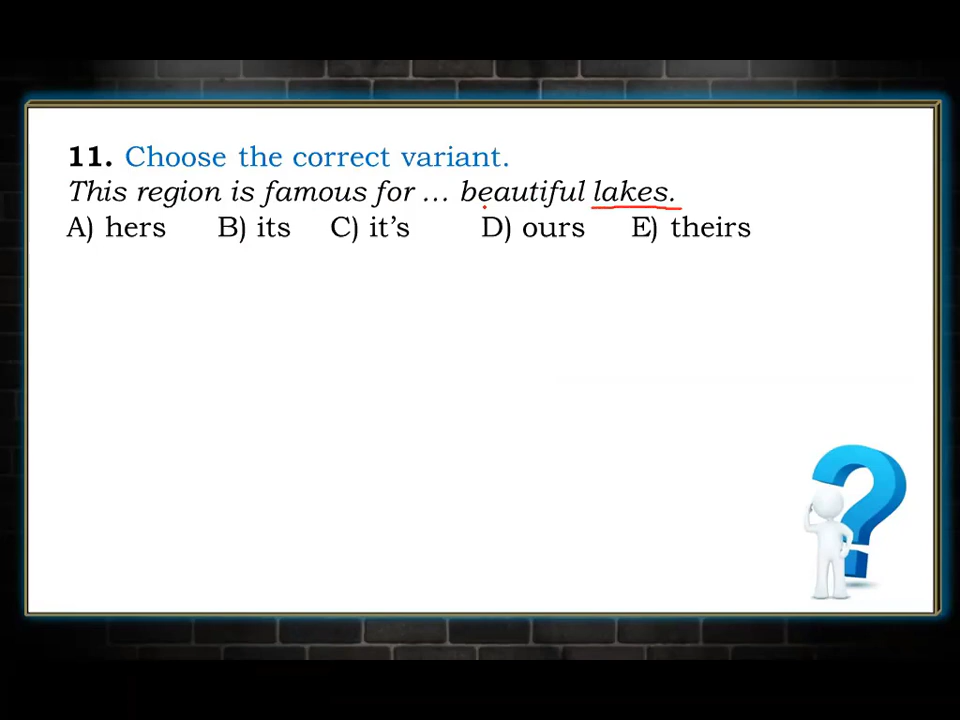 11. Choose the correct variant.
This region is famous for … beautiful lakes.
A) hers B) its C) it’s D) ours E) theirs